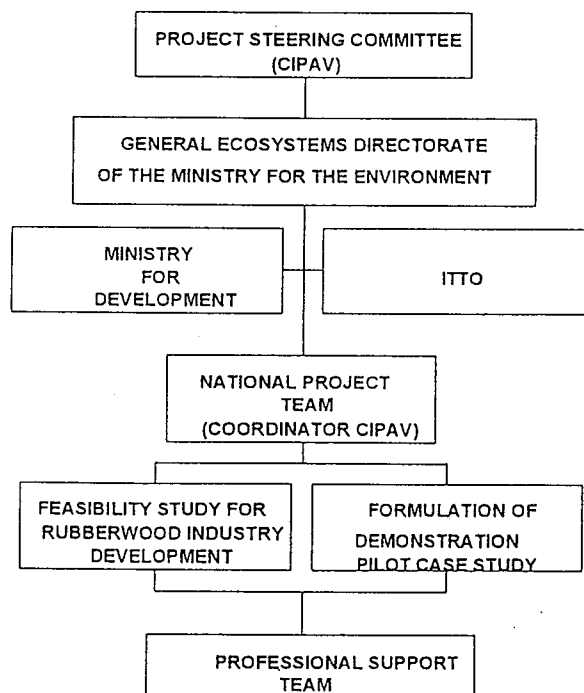 PROJECT STEERING COMMITTEE
(CIPAV)
GENERAL ECOSYSTEMS DIRECTORATE
OF THE MINISTRY FOR THE ENVIRONMENT
MINISTRY
FOR
DEVELOPMENT
ITTO
NATIONAL PROJECT
TEAM
(COORDINATOR CIPAV)
FEASIBILITY STUDY FOR
RUBBERWOOD INDUSTRY
DEVELOPMENT
FORMULATION OF
DEMONSTRATION
PILOT CASE STUDY
PROFESSIONAL SUPPORT
TEAM